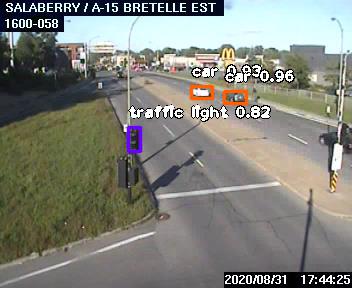 SALABERRY / A-15 BRETELLE EST
1600-058
car 0.93
car 0.96
traffic light 0.82
2020/08/31 17:44:25